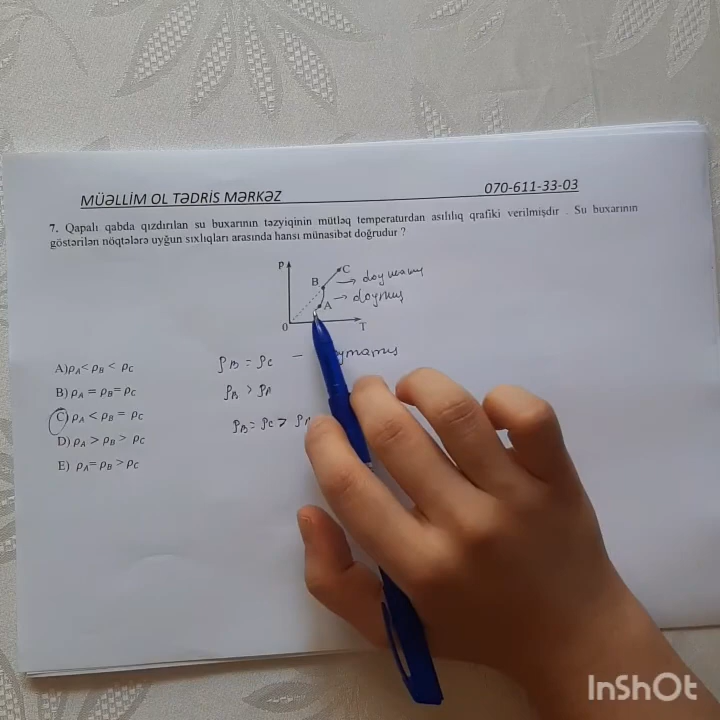 MÜƏLLİM OL TƏDRİS MƏRKƏZ 070-611-33-03
7. Qapalı qabda qızdırılan su buxarının təzyiqinin mütləq temperaturdan asılılıq qrafiki verilmişdir . Su buxarının
göstərilən nöqtələrə uyğun sıxlıqları arasında hansı münasibət doğrudur ?
P
C
B → doymamış
A → doymuş
0 T
A) ρA < ρB < ρC
B) ρA = ρB = ρC
C) ρA < ρB = ρC
D) ρA > ρB > ρC
E) ρA = ρB > ρC
ρB = ρC –
ρB > ρA
ρB = ρC >
InShOt